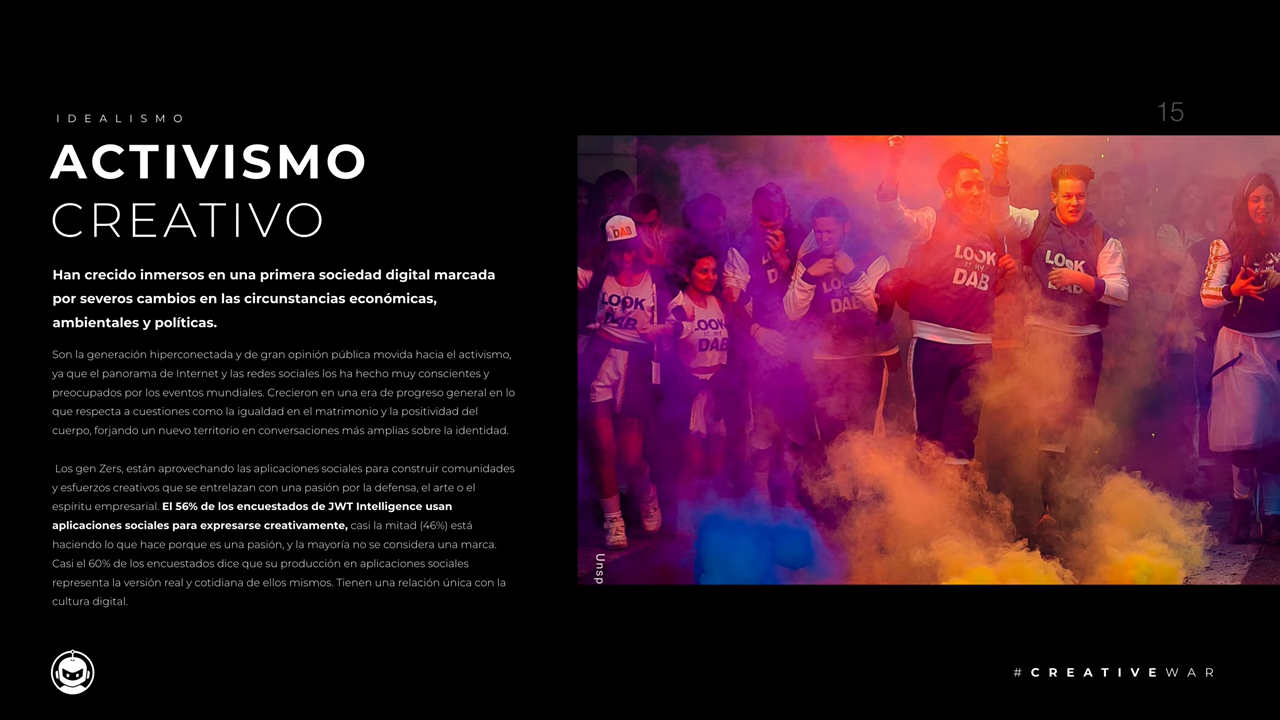 IDEALISMO
15
ACTIVISMO
CREATIVO
Han crecido inmersos en una primera sociedad digital marcada
por severos cambios en las circunstancias económicas,
ambientales y políticas.
Son la generación hiperconectada y de gran opinión pública movida hacia el activismo,
ya que el panorama de Internet y las redes sociales los ha hecho muy conscientes y
preocupados por los eventos mundiales. Crecieron en una era de progreso general en lo
que respecta a cuestiones como la igualdad en el matrimonio y la positividad del
cuerpo, forjando un nuevo territorio en conversaciones más amplias sobre la identidad.
Los gen Zers, están aprovechando las aplicaciones sociales para construir comunidades
y esfuerzos creativos que se entrelazan con una pasión por la defensa, el arte o el
espíritu empresarial. El 56% de los encuestados de JWT Intelligence usan
aplicaciones sociales para expresarse creativamente, casi la mitad (46%) está
haciendo lo que hace porque es una pasión, y la mayoría no se considera una marca.
Casi el 60% de los encuestados dice que su producción en aplicaciones sociales
representa la versión real y cotidiana de ellos mismos. Tienen una relación única con la
cultura digital.
DAB
LOOK
DAB
LOOK
DAB
LOOK
DAB
LOOK
AT MY
DAB
LOOK
DAB
LOOK
DAB
Unsp
#CREATIVEWAR